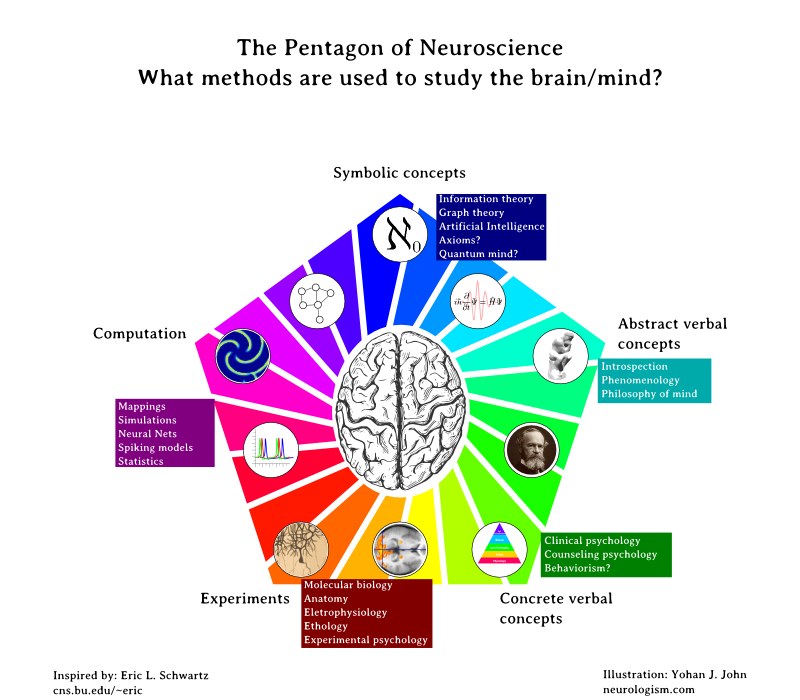 The Pentagon of Neuroscience
What methods are used to study the brain/mind?
Symbolic concepts
Information theory
Graph theory
Artificial Intelligence
Axioms?
Quantum mind?
ℵ₀
iħ ∂/∂t Ψ = ĤΨ
Computation
Abstract verbal
concepts
Introspection
Phenomenology
Philosophy of mind
Mappings
Simulations
Neural Nets
Spiking models
Statistics
Clinical psychology
Counseling psychology
Behaviorism?
Experiments
Molecular biology
Anatomy
Eletrophysiology
Ethology
Experimental psychology
Concrete verbal
concepts
Inspired by: Eric L. Schwartz
cns.bu.edu/~eric
Illustration: Yohan J. John
neurologism.com